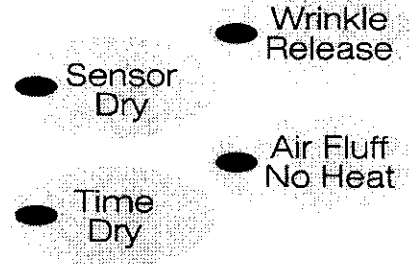 Wrinkle
Release
Sensor
Dry
Air Fluff
No Heat
Time
Dry